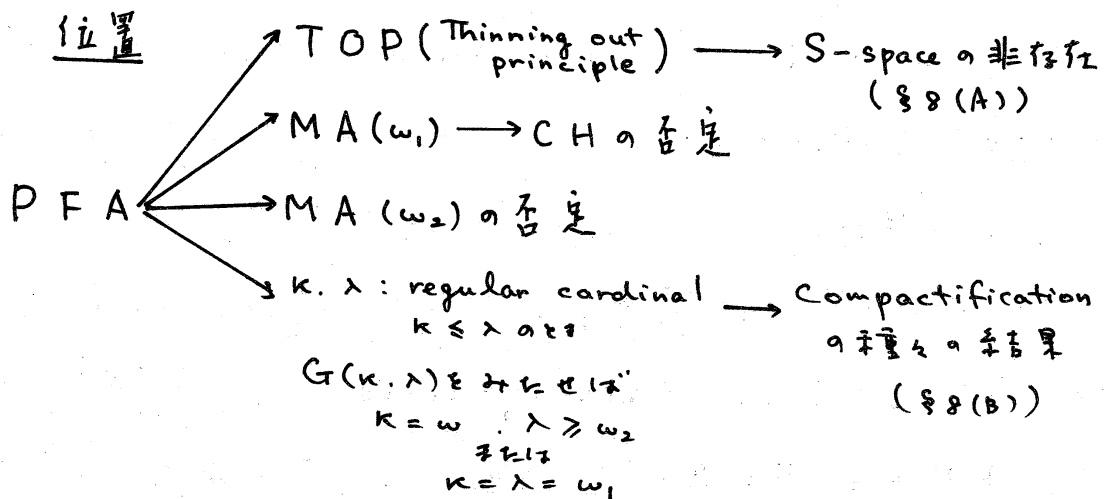 位置
TOP (Thinning out principle) → S-space の 非存在
(§8(A))
MA(ω₁) → CH の 否定
PFA
MA(ω₂) の 否定
κ. λ : regular cardinal → Compactification
κ ≤ λ のとき
の種々の結果
G(κ.λ)をみたせば
(§8(B))
κ = ω . λ ≥ ω₂
または
κ = λ = ω₁